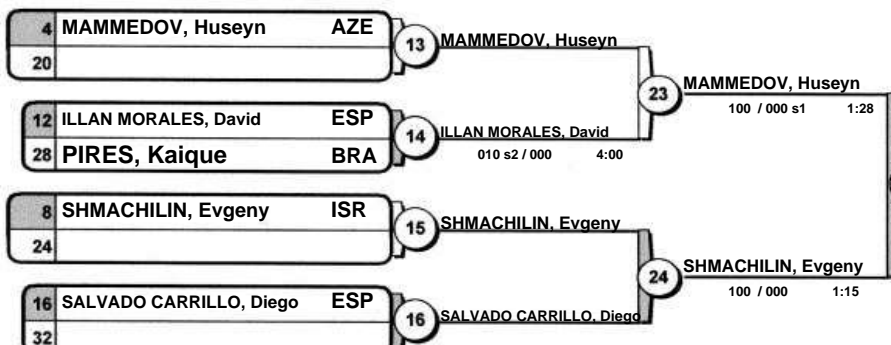 4 MAMMEDOV, Huseyn AZE
20
13
MAMMEDOV, Huseyn
12 ILLAN MORALES, David ESP
28 PIRES, Kaique BRA
14
ILLAN MORALES, David
010 s2 / 000 4:00
23
MAMMEDOV, Huseyn
100 / 000 s1 1:28
8 SHMACHILIN, Evgeny ISR
24
15
SHMACHILIN, Evgeny
16 SALVADO CARRILLO, Diego ESP
32
16
SALVADO CARRILLO, Diego
24
SHMACHILIN, Evgeny
100 / 000 1:15